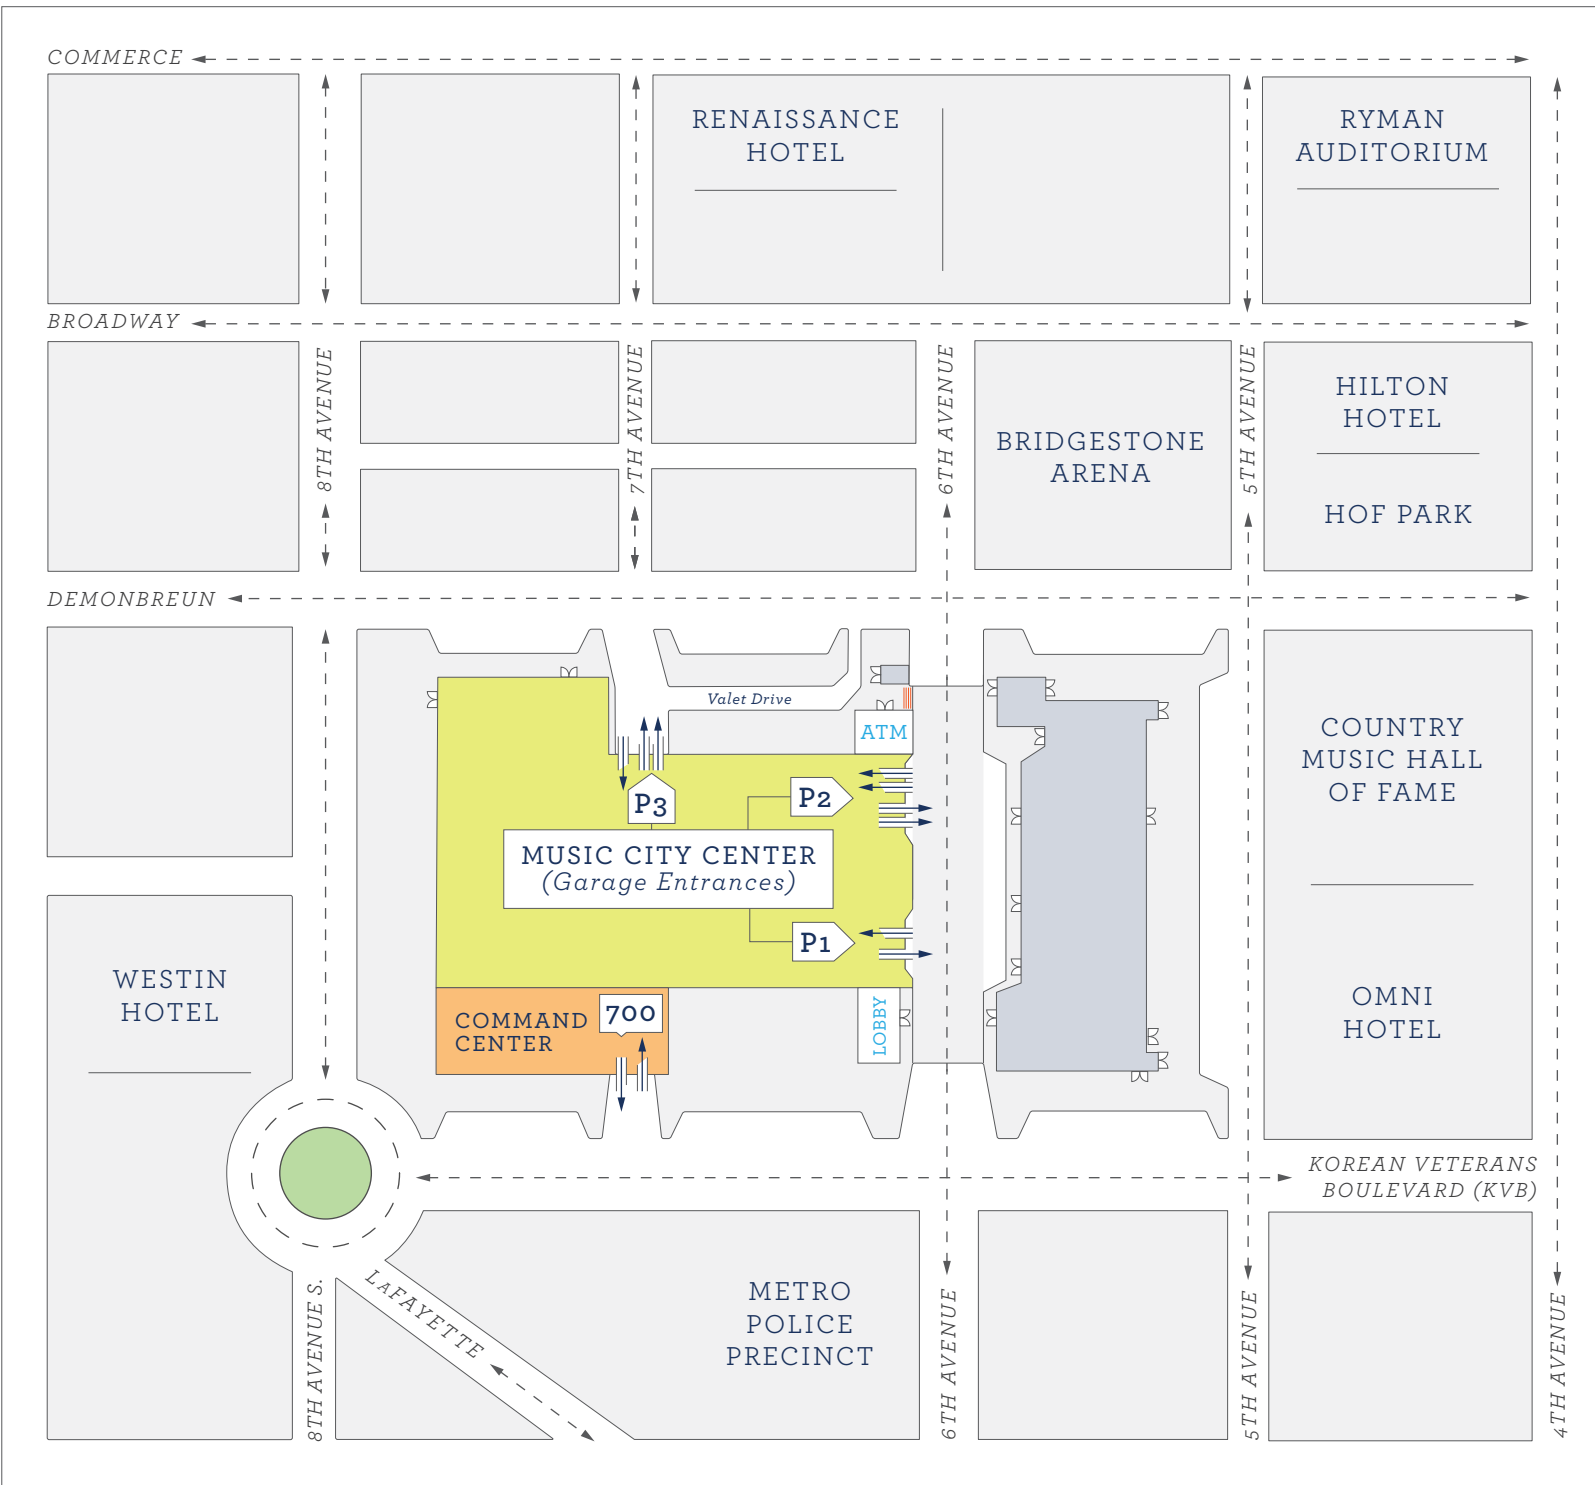 COMMERCE
RENAISSANCE
HOTEL
RYMAN
AUDITORIUM
BROADWAY
8TH AVENUE
7TH AVENUE
6TH AVENUE
5TH AVENUE
HILTON
HOTEL
BRIDGESTONE
ARENA
HOF PARK
DEMONBREUN
Valet Drive
ATM
COUNTRY
MUSIC HALL
OF FAME
P3
P2
MUSIC CITY CENTER
(Garage Entrances)
P1
WESTIN
HOTEL
COMMAND
CENTER
700
LOBBY
OMNI
HOTEL
KOREAN VETERANS
BOULEVARD (KVB)
8TH AVENUE S.
LAFAYETTE
METRO
POLICE
PRECINCT
6TH AVENUE
5TH AVENUE
4TH AVENUE